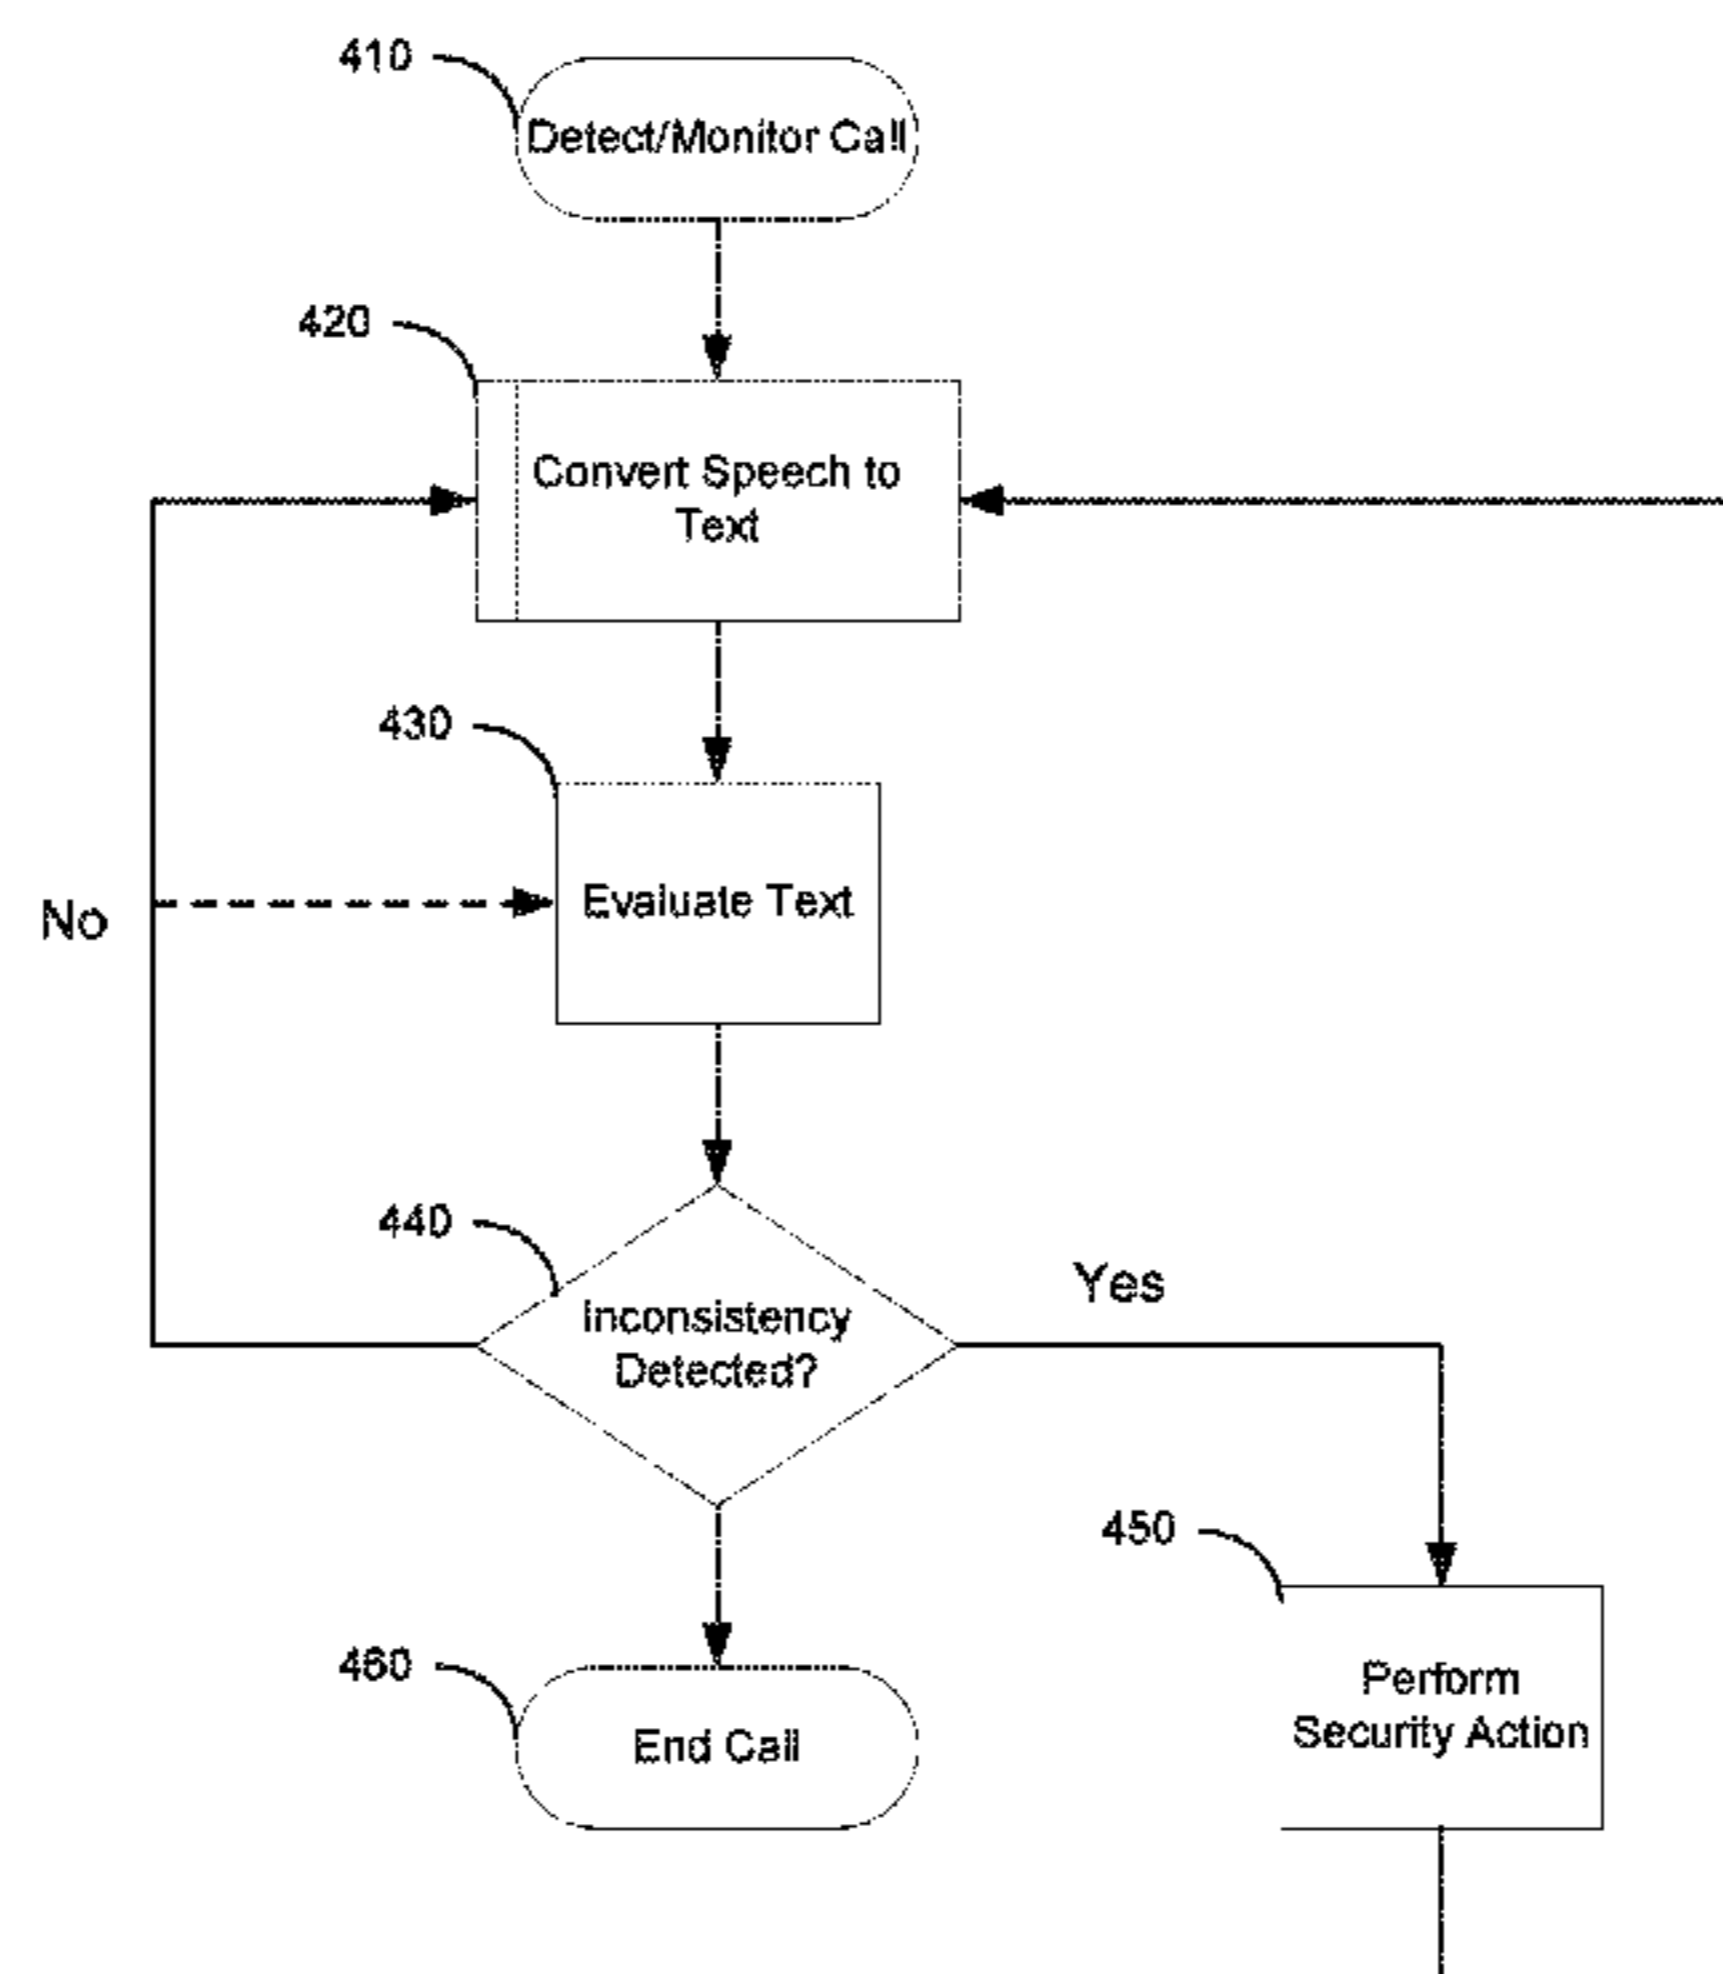 410
Detect/Monitor Call
420
Convert Speech to
Text
430
Evaluate Text
No
440
Inconsistency
Detected?
Yes
450
Perform
Security Action
460
End Call